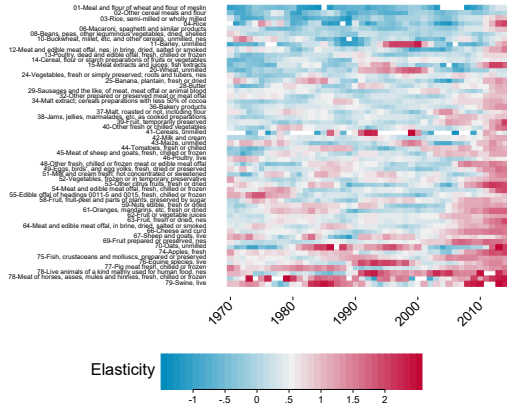 01-Meal and flour of wheat and flour of meslin
02-Other cereal meals and flour
03-Rice, semi-milled or wholly milled
04-Rice
06-Macaroni, spaghetti and similar products
08-Beans, peas, other leguminous vegetables, dried, shelled
10-Buckwheat, millet, etc, and other cereals, unmilled, nes
11-Barley, unmilled
12-Meat and edible meat offal, nes, in brine, dried, salted or smoked
13-Poultry, dead and edible offal, fresh, chilled or frozen
14-Cereal, flour or starch preparations of fruits or vegetables
15-Meat extracts and juices; fish extracts
20-Wheat, unmilled
24-Vegetables, fresh or simply preserved; roots and tubers, nes
25-Banana, plantain, fresh or dried
28-Butter
29-Sausages and the like, of meat, meat offal or animal blood
32-Other prepared or preserved meat or meat offal
34-Malt extract; cereals preparations with less 50% of cocoa
36-Bakery products
37-Malt, roasted or not, including flour
38-Jams, jellies, marmalades, etc, as cooked preparations
39-Fruit, temporarily preserved
40-Other fresh or chilled vegetables
41-Cereals, unmilled
42-Milk and cream
43-Maize, unmilled
44-Tomatoes, fresh or chilled
45-Meat of sheep and goats, fresh, chilled or frozen
46-Poultry, live
48-Other fresh, chilled or frozen meat or edible meat offal
49-Eggs, birds', and egg yolks, fresh, dried or preserved
51-Milk and cream fresh, not concentrated or sweetened
52-Vegetables, frozen or in temporary preservative
53-Other citrus fruits, fresh or dried
54-Meat and edible meat offal, fresh, chilled or frozen
55-Edible offal of headings 0011-5 and 0015, fresh, chilled or frozen
58-Fruit, fruit-peel and parts of plants, preserved by sugar
59-Nuts edible, fresh or dried
61-Oranges, mandarins, etc, fresh or dried
62-Fruit or vegetable juices
63-Fruit, fresh or dried, nes
64-Meat and edible meat offal, in brine, dried, salted or smoked
66-Cheese and curd
67-Sheep and goats, live
69-Fruit prepared or preserved, nes
70-Oats, unmilled
74-Apples, fresh
75-Fish, crustaceans and molluscs, prepared or preserved
76-Equine species, live
77-Pig meat fresh, chilled or frozen
78-Live animals of a kind mainly used for human food, nes
78-Meat of horses, asses, mules and hinnies, fresh, chilled or frozen
79-Swine, live
1970 1980 1990 2000 2010
Elasticity
-1 -.5 0 .5 1 1.5 2